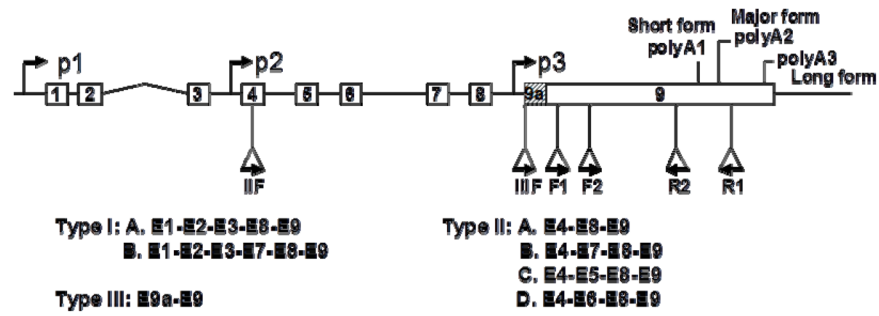 Short form
polyA1
Major form
polyA2
polyA3
Long form
p1
p2
p3
1 2 3 4 5 6 7 8 9a 9
IIF
IIIF F1 F2 R2 R1
Type I: A. E1-E2-E3-E8-E9
B. E1-E2-E3-E7-E8-E9
Type III: E9a-E9
Type II: A. E4-E8-E9
B. E4-E7-E8-E9
C. E4-E5-E8-E9
D. E4-E6-E8-E9